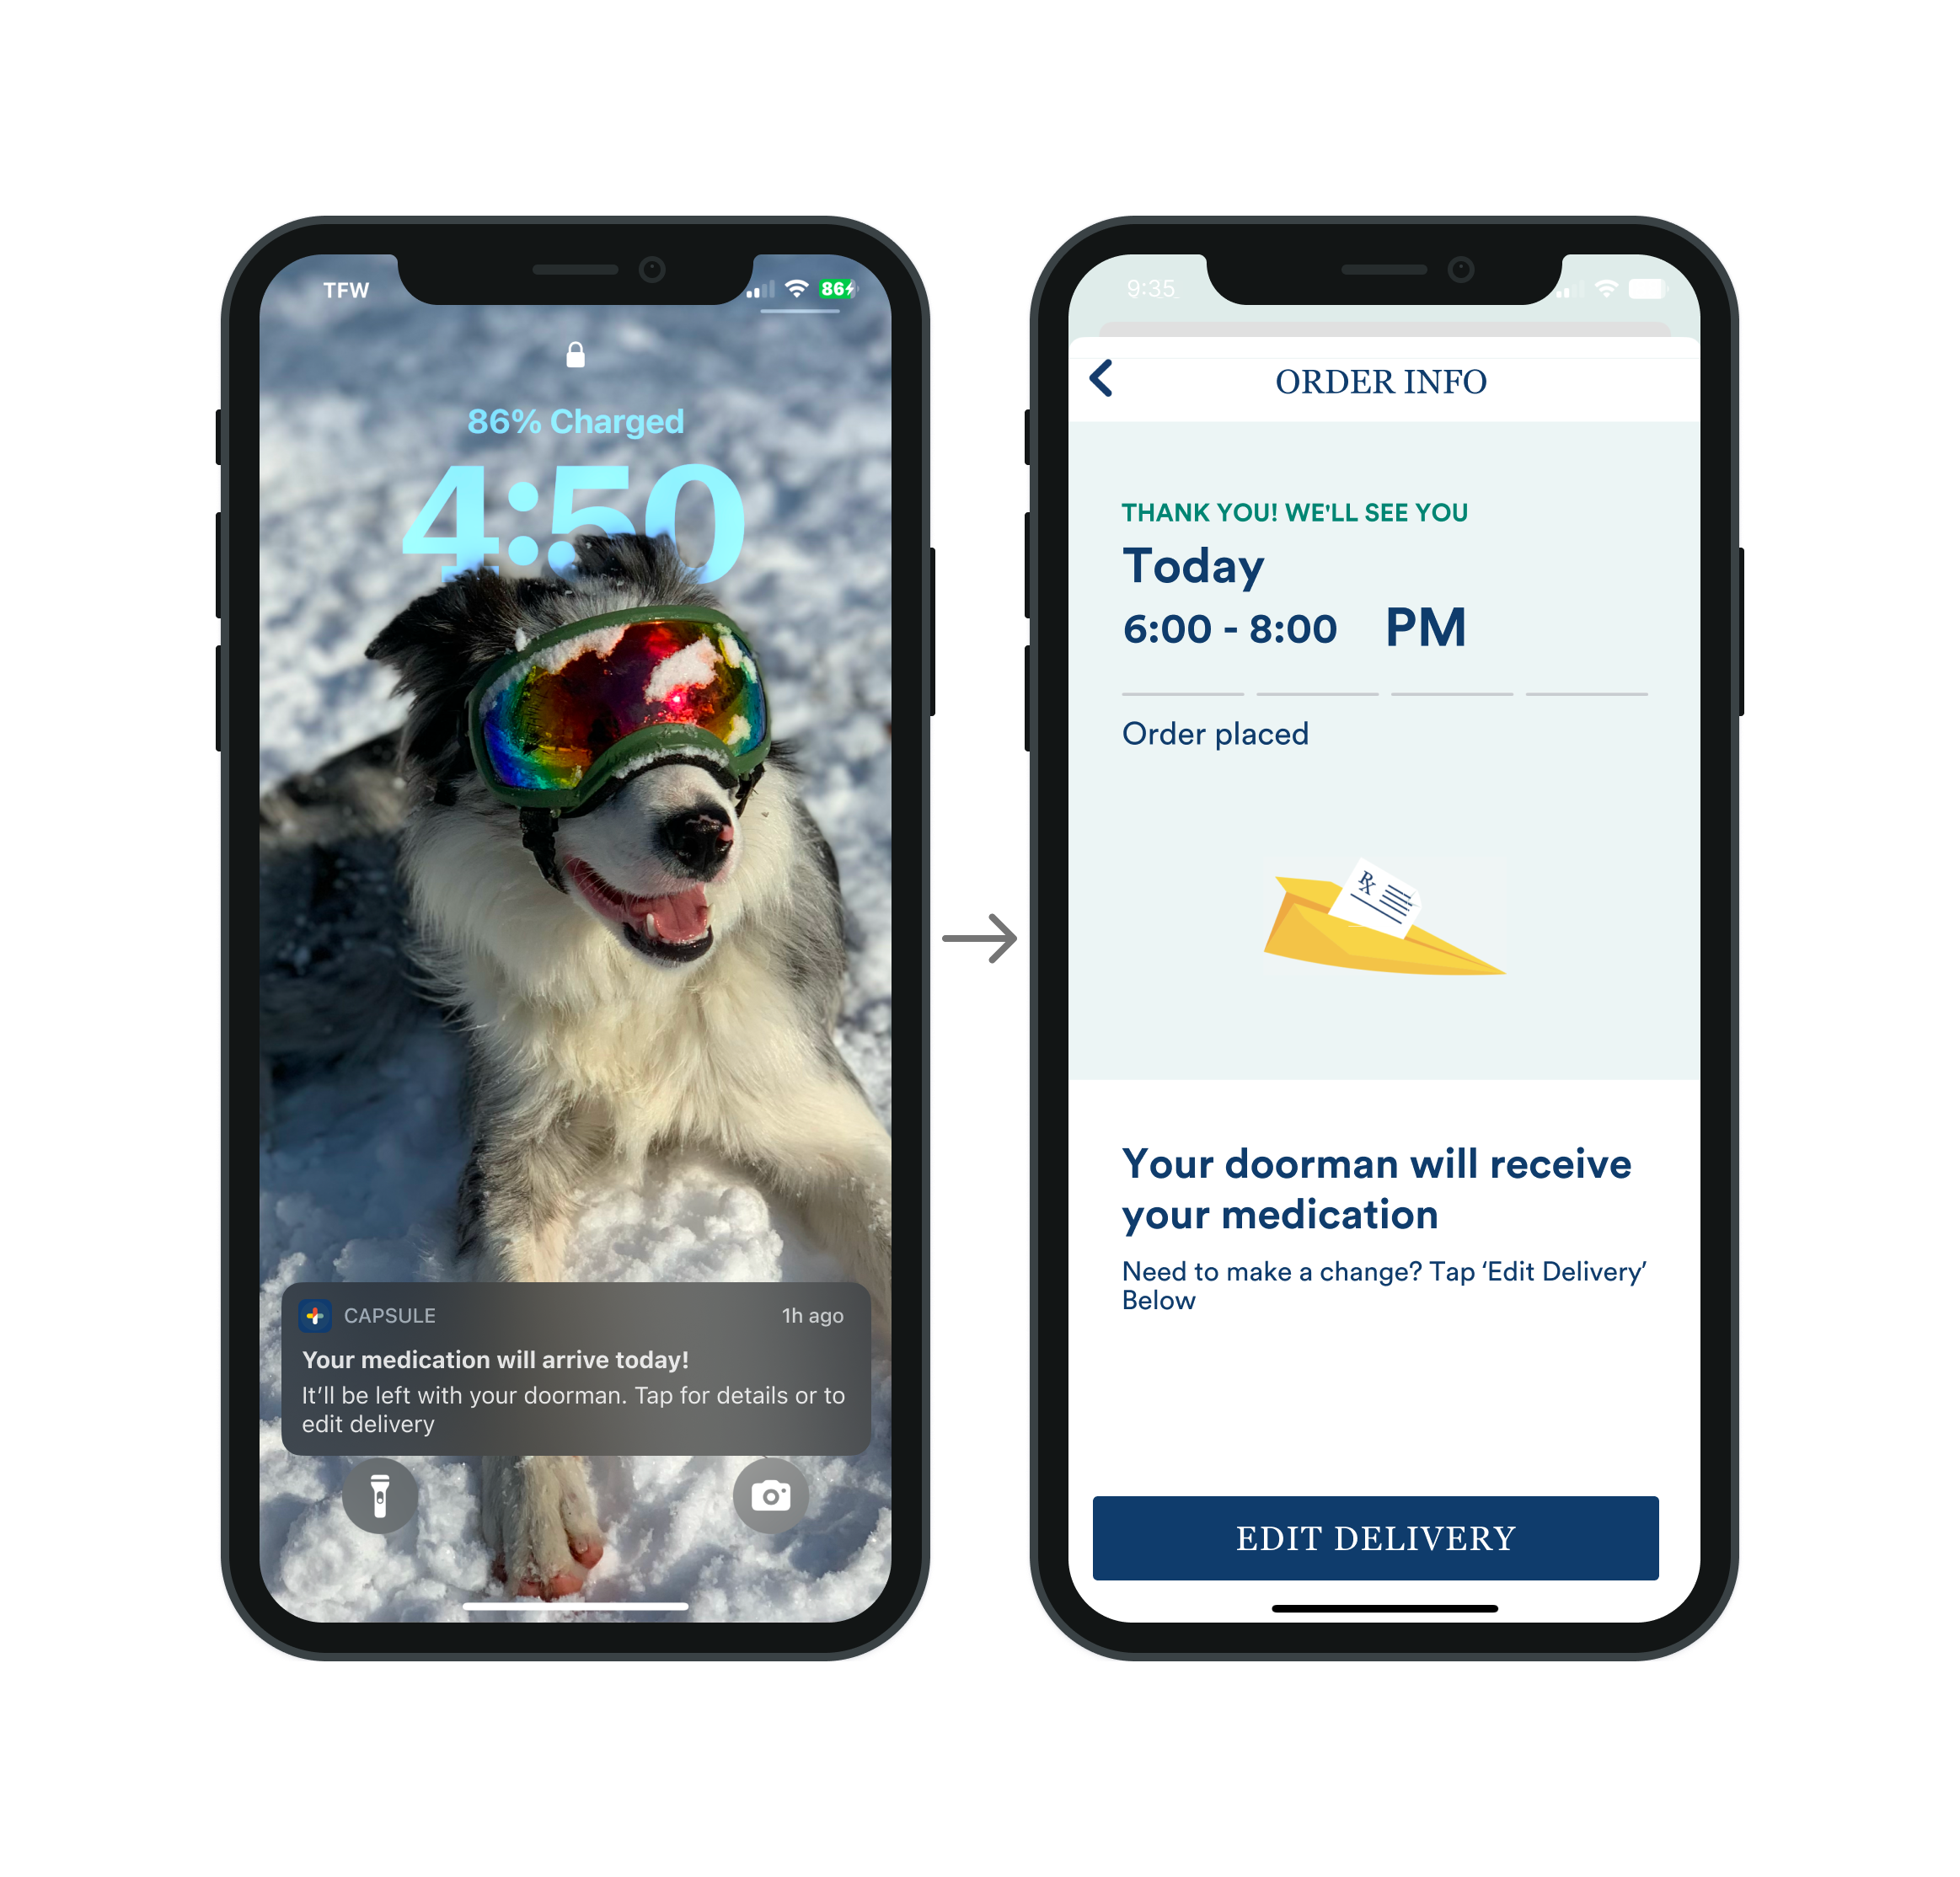 TFW
86
86% Charged
4:50
CAPSULE 1h ago
Your medication will arrive today!
It’ll be left with your doorman. Tap for details or to
edit delivery
9:35
ORDER INFO
THANK YOU! WE'LL SEE YOU
Today
6:00 - 8:00 PM
Order placed
Rx
Your doorman will receive
your medication
Need to make a change? Tap ‘Edit Delivery’
Below
EDIT DELIVERY